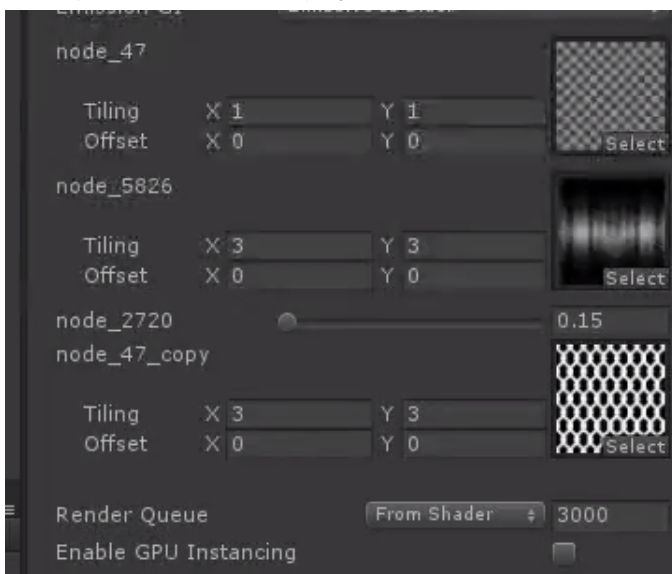 node_47
Tiling X 1 Y 1
Offset X 0 Y 0 Select
node_5826
Tiling X 3 Y 3
Offset X 0 Y 0 Select
node_2720 0.15
node_47_copy
Tiling X 3 Y 3
Offset X 0 Y 0 Select
Render Queue From Shader 3000
Enable GPU Instancing